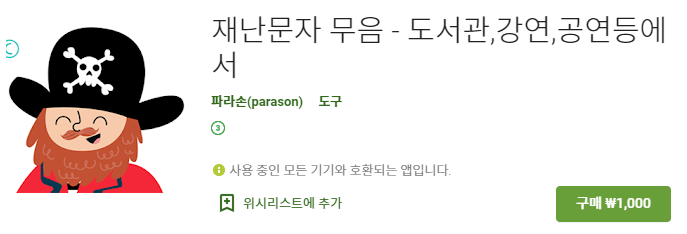 재난문자 무음 - 도서관,강연,공연등에
서
파라손(parason) 도구
3
사용 중인 모든 기기와 호환되는 앱입니다.
위시리스트에 추가
구매 ₩1,000